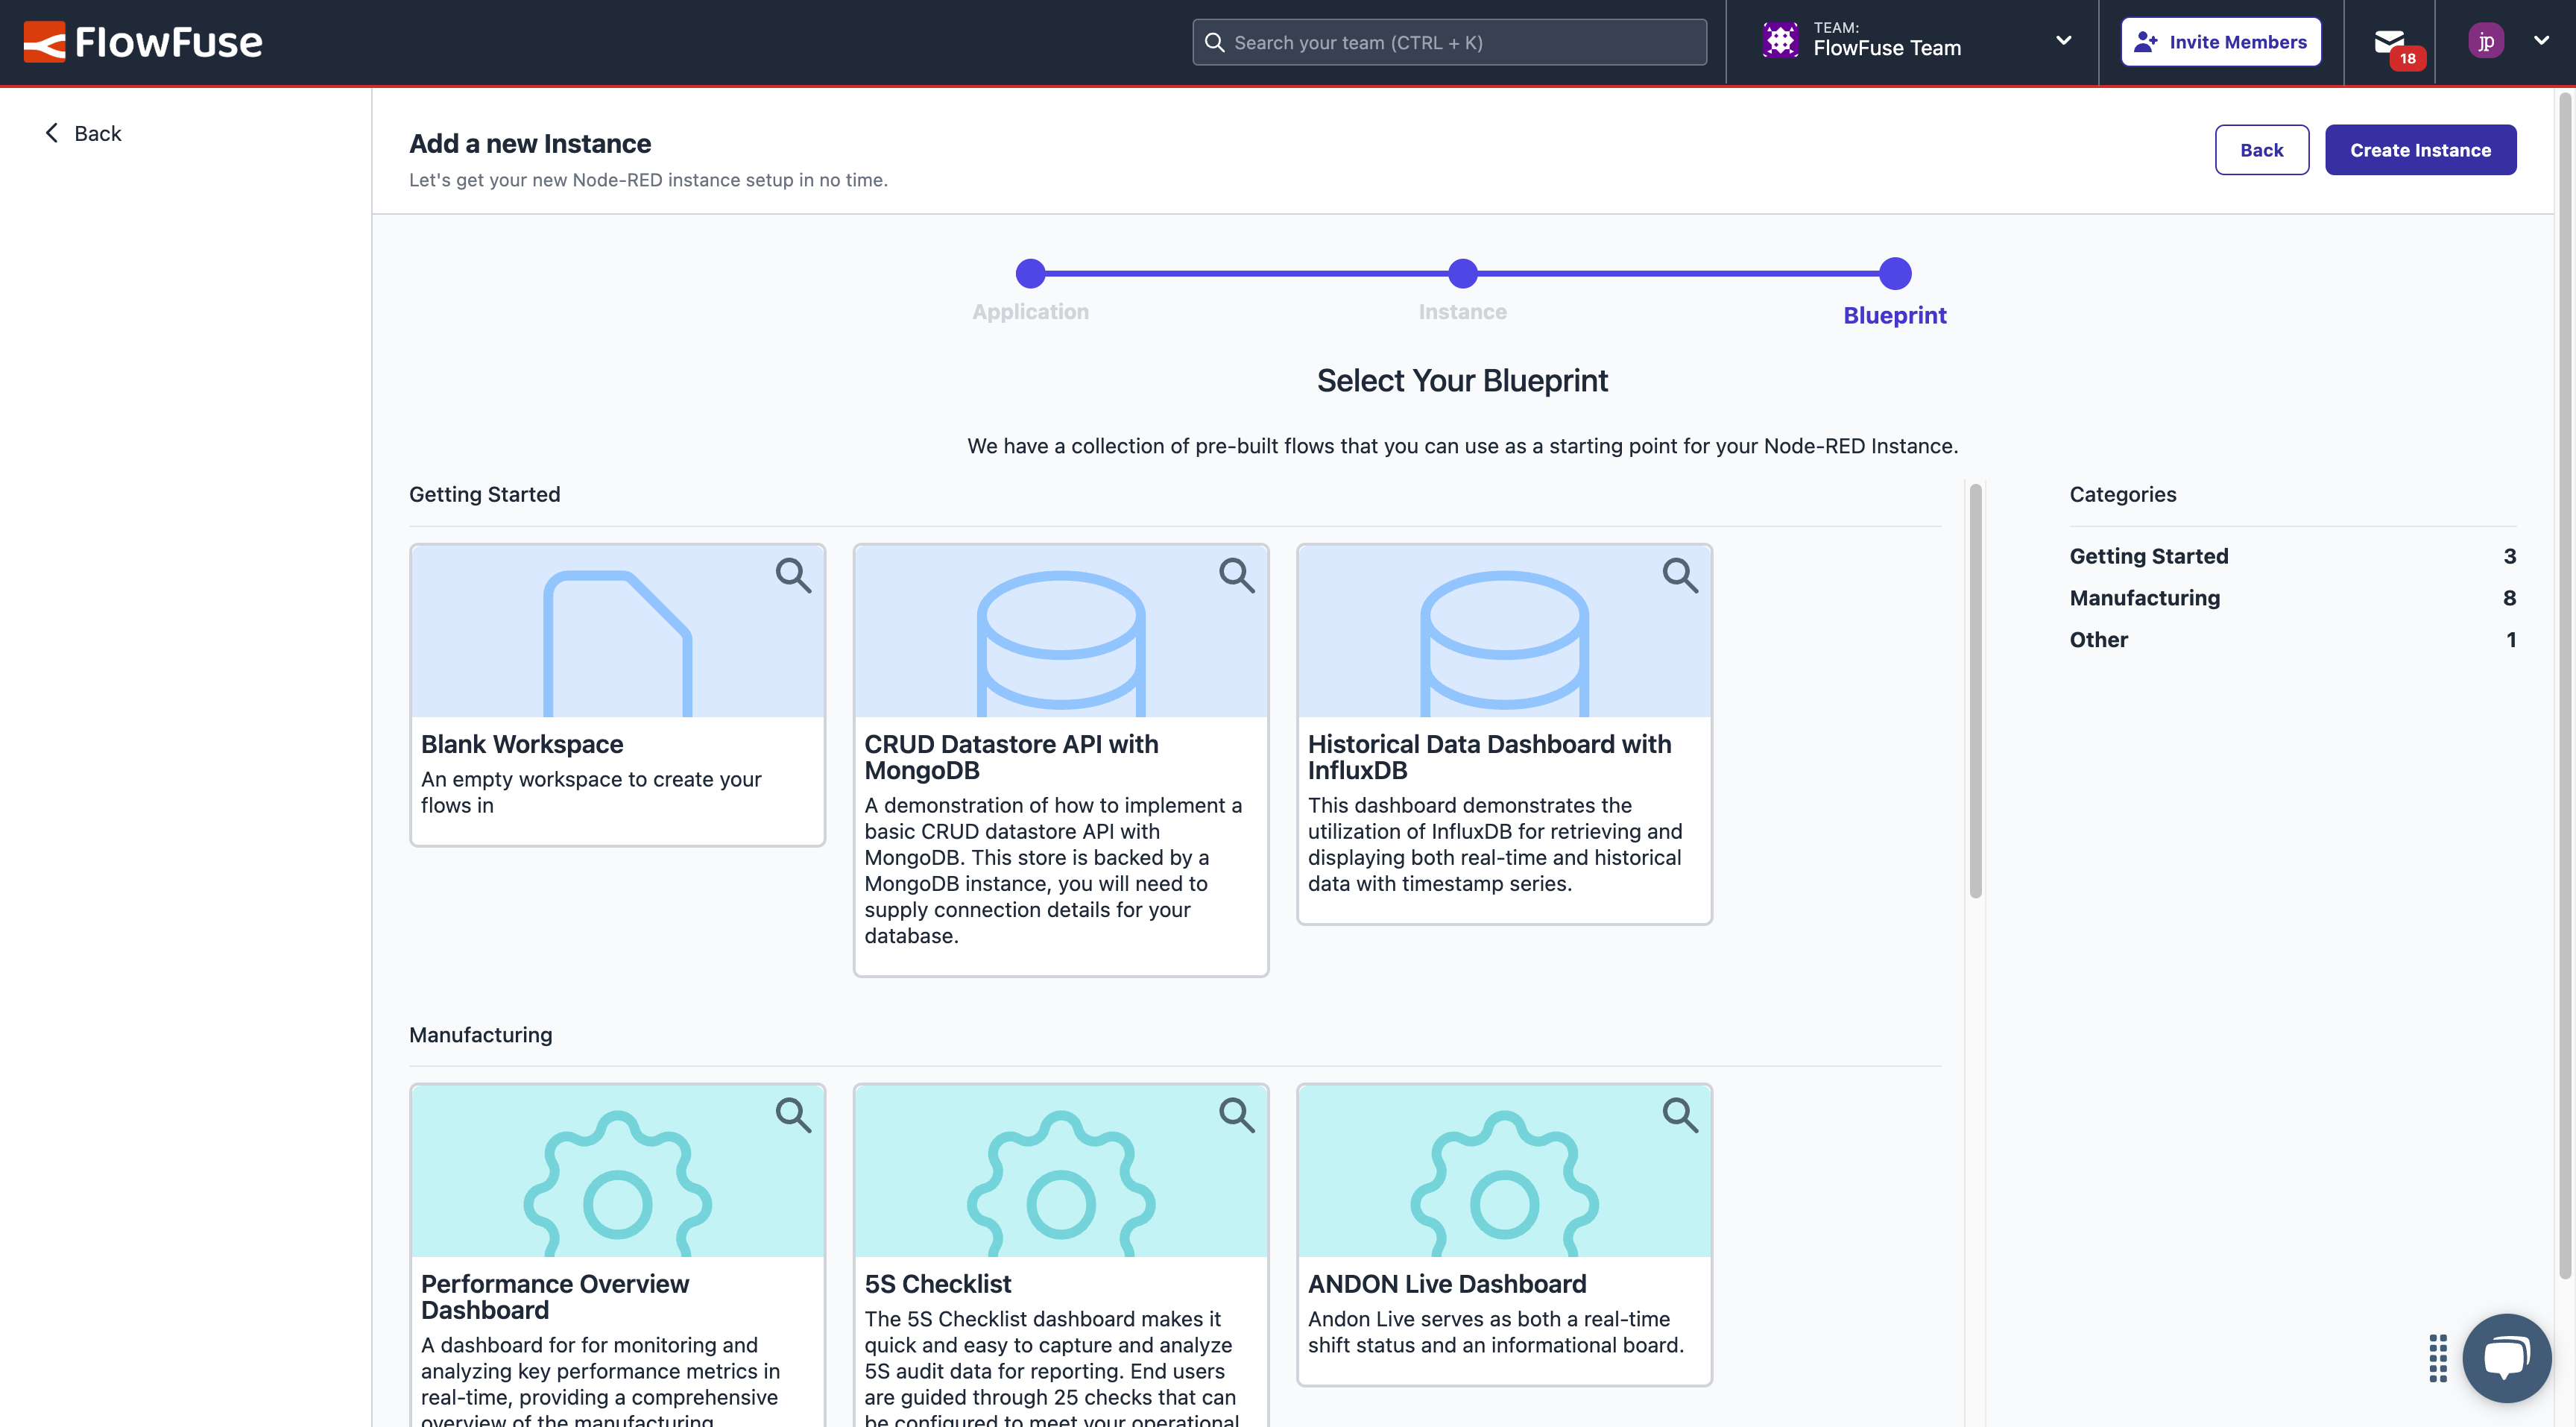 FlowFuse
Search your team (CTRL + K)
TEAM:
FlowFuse Team
Invite Members
18
jp
Back
Add a new Instance
Let's get your new Node-RED instance setup in no time.
Back
Create Instance
Application
Instance
Blueprint
Select Your Blueprint
We have a collection of pre-built flows that you can use as a starting point for your Node-RED Instance.
Getting Started
Blank Workspace
An empty workspace to create your
flows in
CRUD Datastore API with
MongoDB
A demonstration of how to implement a
basic CRUD datastore API with
MongoDB. This store is backed by a
MongoDB instance, you will need to
supply connection details for your
database.
Historical Data Dashboard with
InfluxDB
This dashboard demonstrates the
utilization of InfluxDB for retrieving and
displaying both real-time and historical
data with timestamp series.
Categories
Getting Started 3
Manufacturing 8
Other 1
Manufacturing
Performance Overview
Dashboard
A dashboard for for monitoring and
analyzing key performance metrics in
real-time, providing a comprehensive
overview of the manufacturing
5S Checklist
The 5S Checklist dashboard makes it
quick and easy to capture and analyze
5S audit data for reporting. End users
are guided through 25 checks that can
be configured to meet your operational
ANDON Live Dashboard
Andon Live serves as both a real-time
shift status and an informational board.